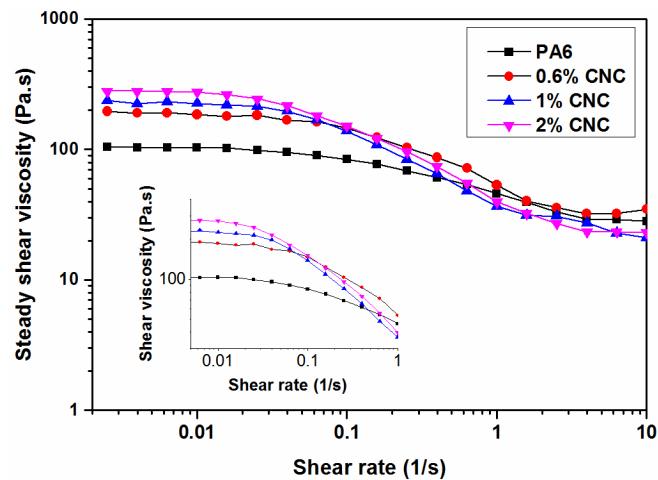 1000
100
10
1
Steady shear viscosity (Pa.s)
PA6
0.6% CNC
1% CNC
2% CNC
Shear viscosity (Pa.s)
100
0.01
0.1
1
Shear rate (1/s)
0.01
0.1
1
10
Shear rate (1/s)